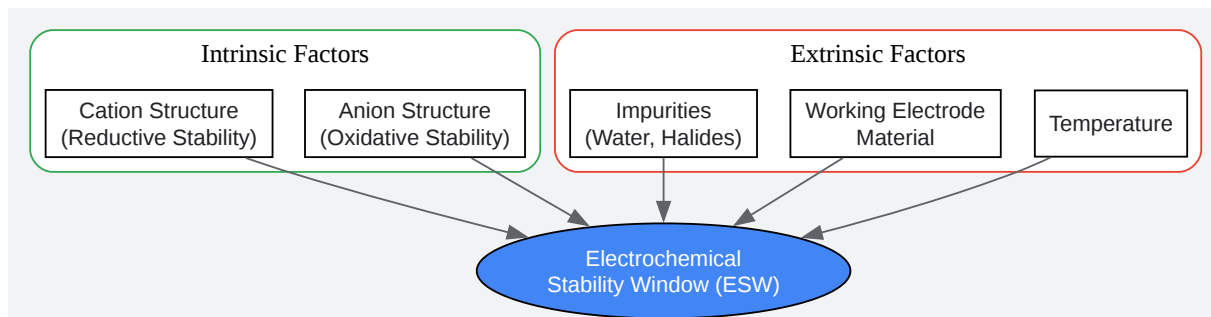 Intrinsic Factors
Extrinsic Factors
Cation Structure
(Reductive Stability)
Anion Structure
(Oxidative Stability)
Impurities
(Water, Halides)
Working Electrode
Material
Temperature
Electrochemical
Stability Window (ESW)